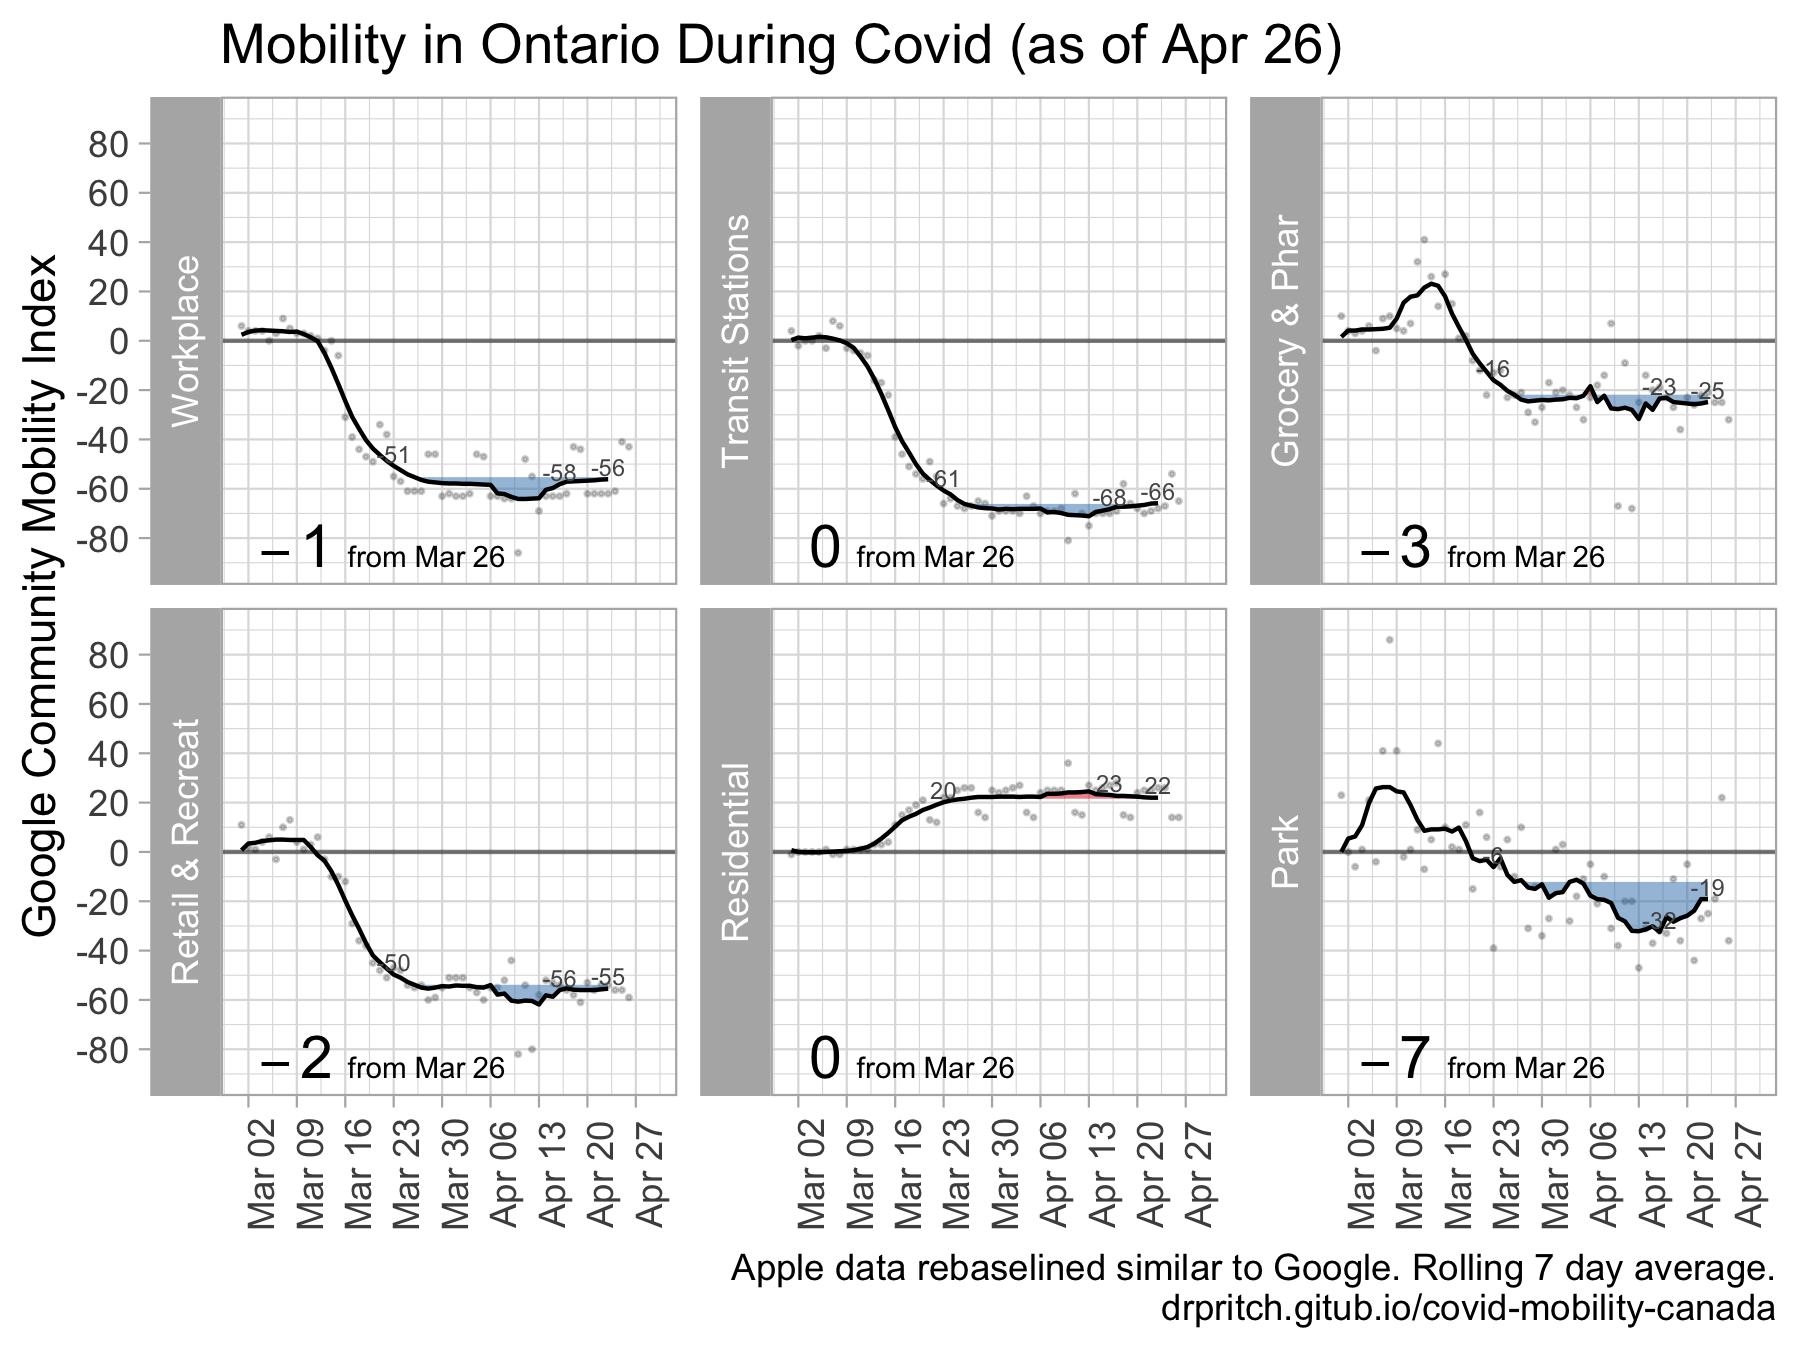 Mobility in Ontario During Covid (as of Apr 26)
Google Community Mobility Index
80
60
40
20
0
-20
-40
-60
-80
Workplace
-51
-58
-56
−1 from Mar 26
Transit Stations
-61
-68
-66
0 from Mar 26
Grocery & Phar
-16
-23
-25
−3 from Mar 26
80
60
40
20
0
-20
-40
-60
-80
Retail & Recreat
-50
-56
-55
−2 from Mar 26
Residential
20
23
22
0 from Mar 26
Park
-6
-32
-19
−7 from Mar 26
Mar 02
Mar 09
Mar 16
Mar 23
Mar 30
Apr 06
Apr 13
Apr 20
Apr 27
Mar 02
Mar 09
Mar 16
Mar 23
Mar 30
Apr 06
Apr 13
Apr 20
Apr 27
Mar 02
Mar 09
Mar 16
Mar 23
Mar 30
Apr 06
Apr 13
Apr 20
Apr 27
Apple data rebaselined similar to Google. Rolling 7 day average.
drpritch.gitub.io/covid-mobility-canada